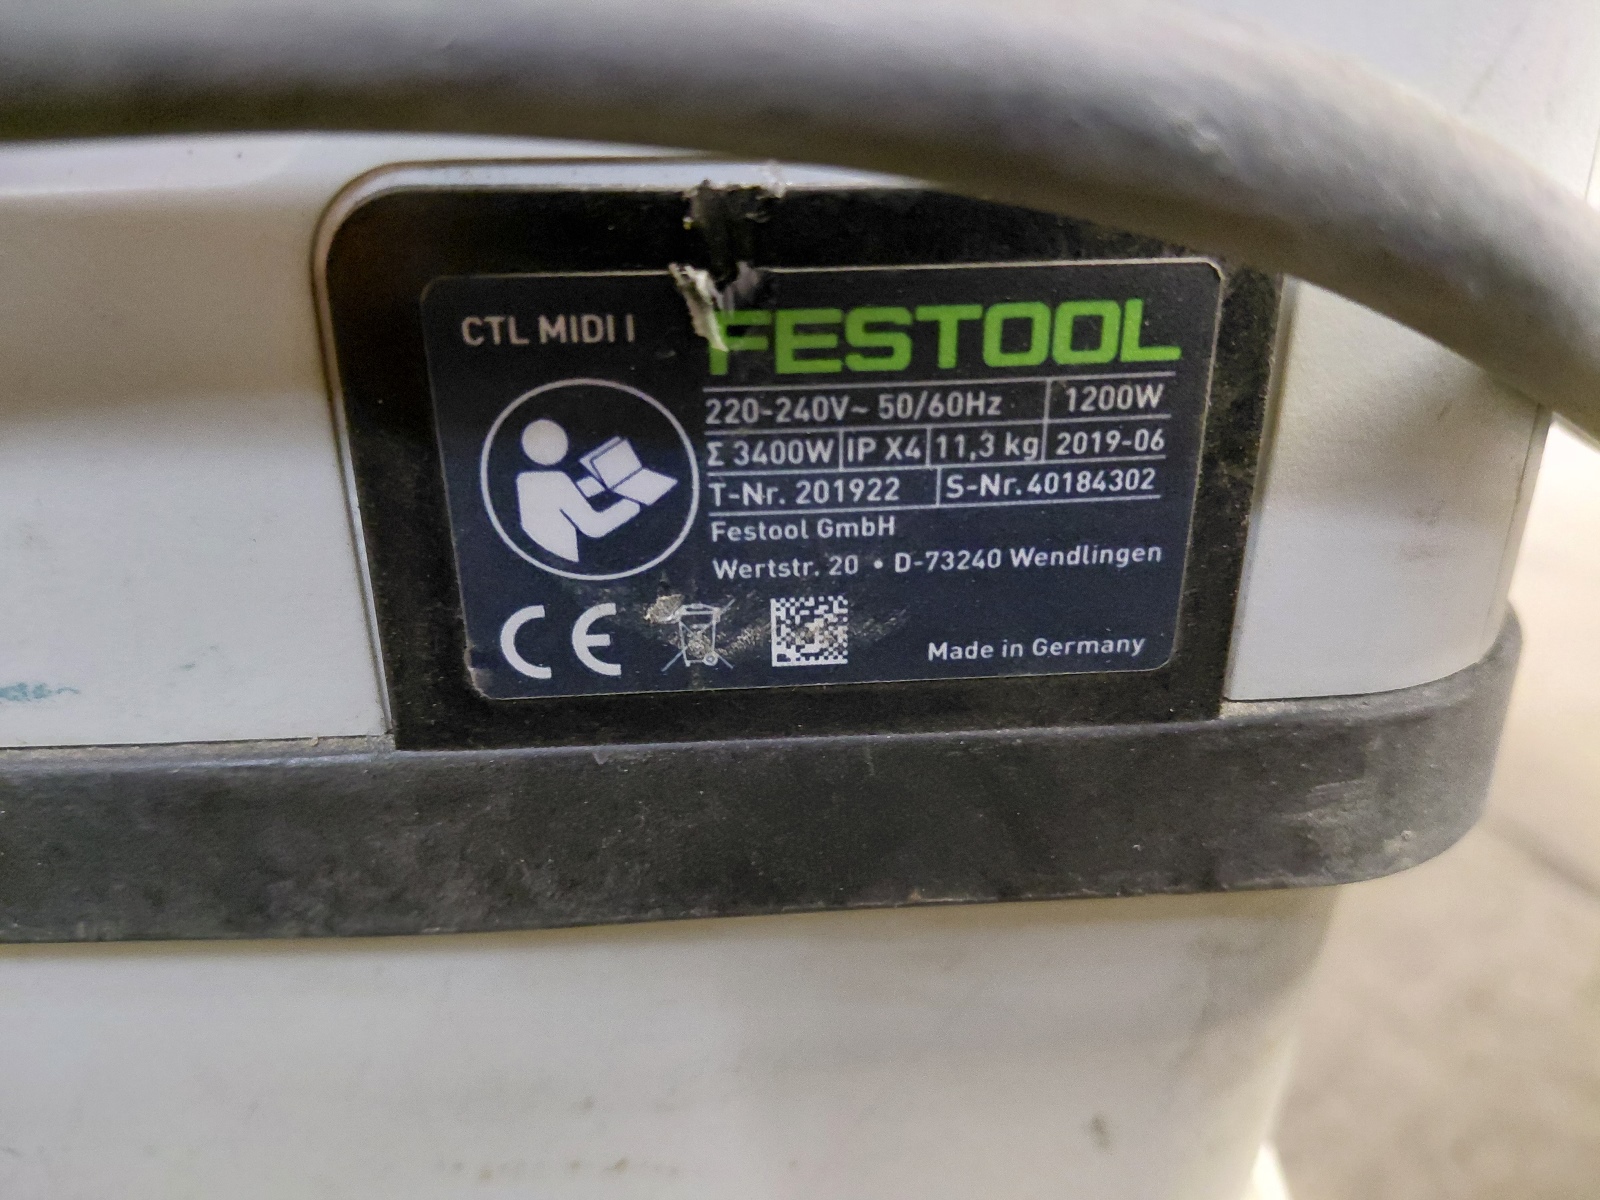 CTL MIDI I
FESTOOL
220-240V~ 50/60Hz 1200W
Σ 3400W IP X4 11,3 kg 2019-06
T-Nr. 201922 S-Nr. 40184302
Festool GmbH
Wertstr. 20 • D-73240 Wendlingen
CE
Made in Germany